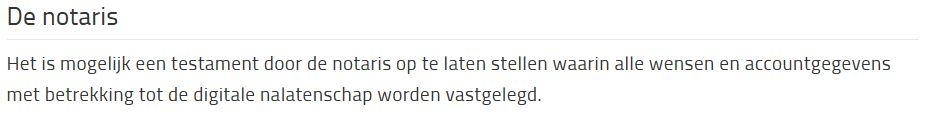 De notaris
Het is mogelijk een testament door de notaris op te laten stellen waarin alle wensen en accountgegevens
met betrekking tot de digitale nalatenschap worden vastgelegd.